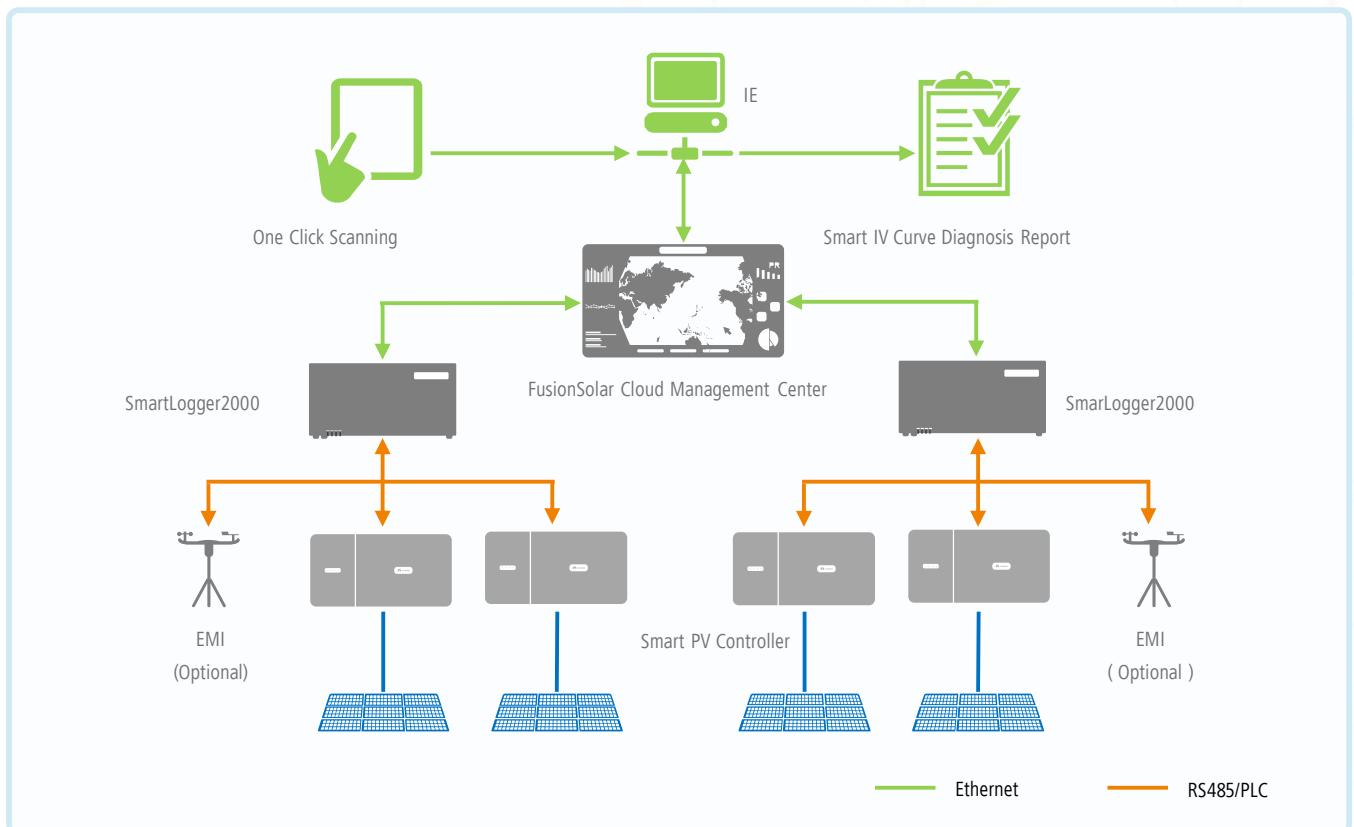 IE
One Click Scanning
Smart IV Curve Diagnosis Report
PR
FusionSolar Cloud Management Center
SmartLogger2000
SmarLogger2000
EMI
(Optional)
Smart PV Controller
EMI
( Optional )
Ethernet
RS485/PLC